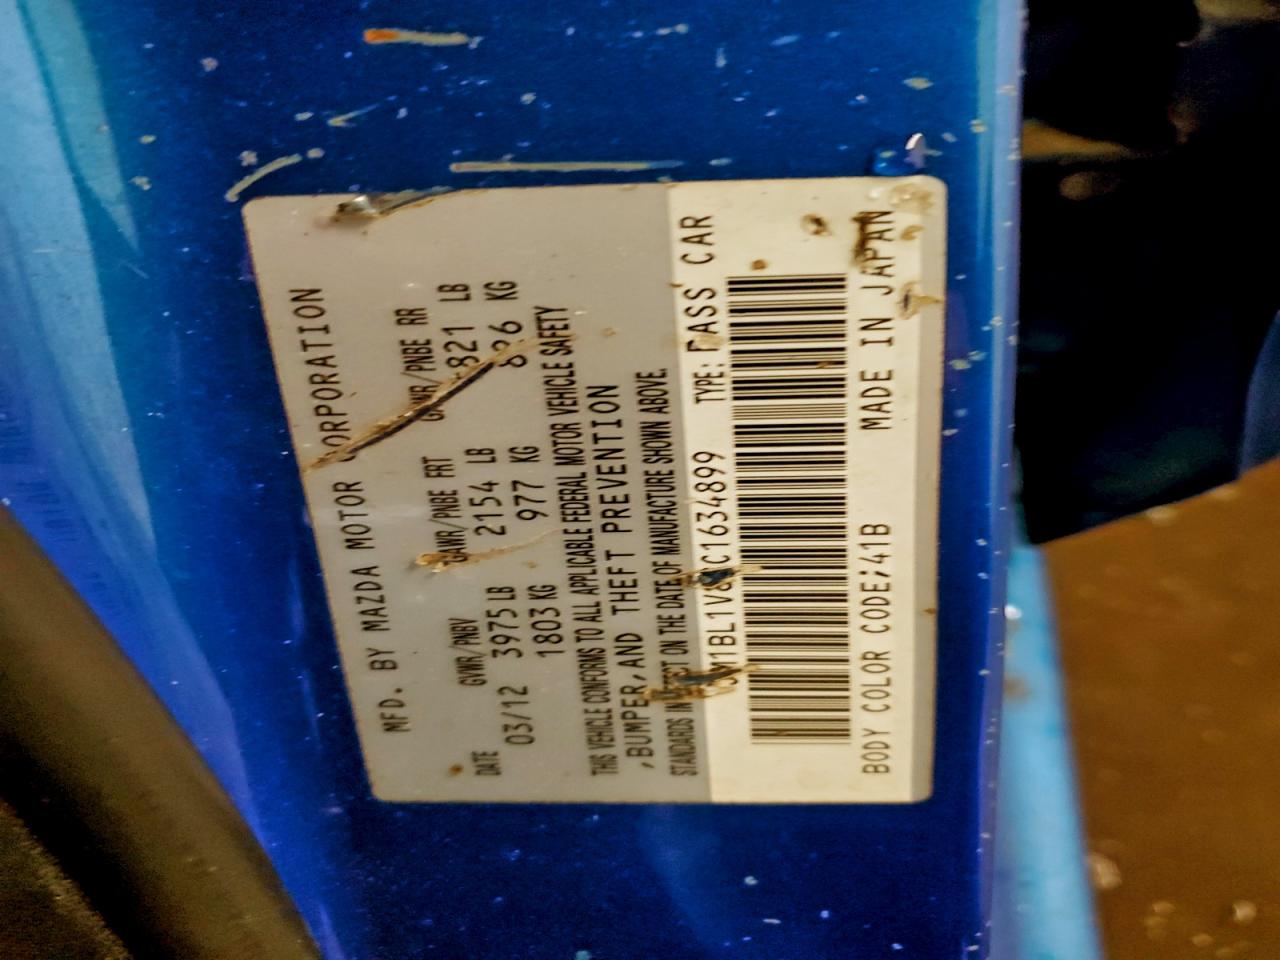 MFD. BY MAZDA MOTOR CORPORATION
DATE GVWR/PNBV GAWR/PNBE FRT GAWR/PNBE RR
03/12 3975 LB 2154 LB 1821 LB
1803 KG 977 KG 826 KG
THIS VEHICLE CONFORMS TO ALL APPLICABLE FEDERAL MOTOR VEHICLE SAFETY
,BUMPER, AND THEFT PREVENTION
STANDARDS IN EFFECT ON THE DATE OF MANUFACTURE SHOWN ABOVE.
TYPE: PASS CAR
BODY COLOR CODE;41B MADE IN JAPAN